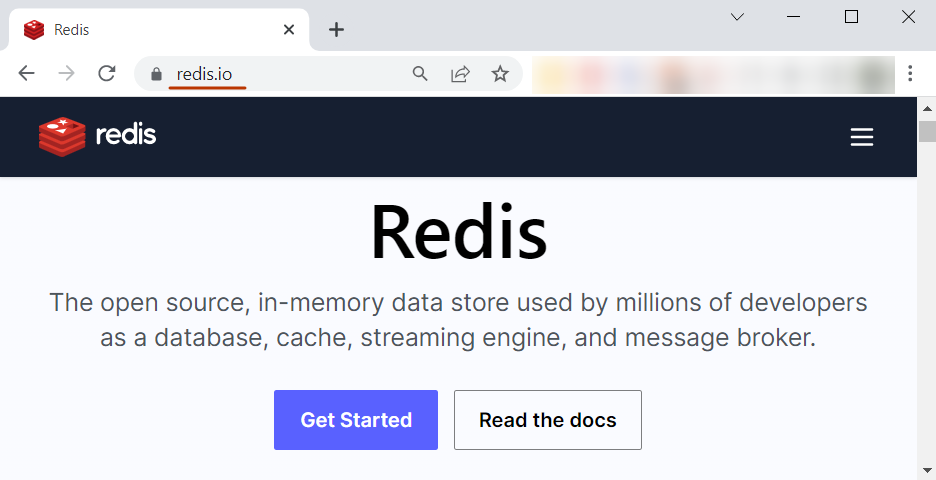 Redis
redis.io
redis
Redis
The open source, in-memory data store used by millions of developers
as a database, cache, streaming engine, and message broker.
Get Started
Read the docs